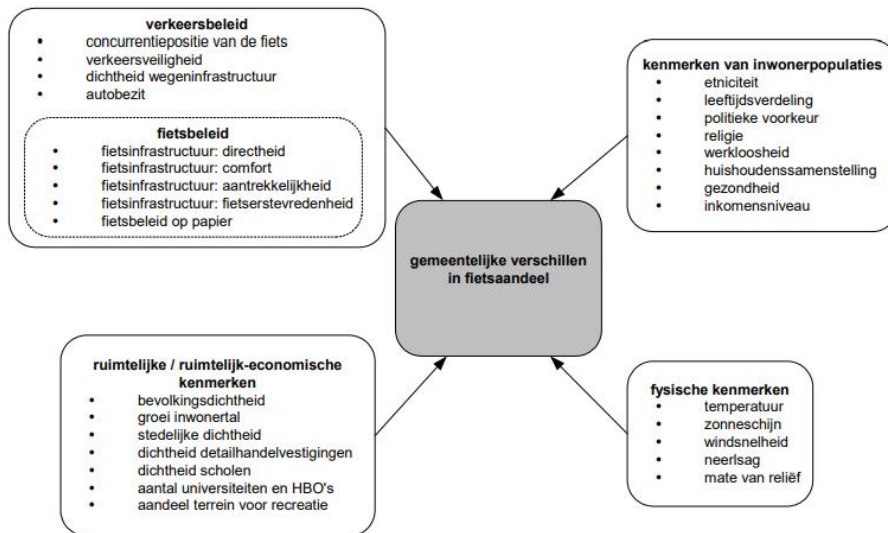 verkeersbeleid
• concurrentiepositie van de fiets
• verkeersveiligheid
• dichtheid wegeninfrastructuur
• autobezit
fietsbeleid
• fietsinfrastructuur: directheid
• fietsinfrastructuur: comfort
• fietsinfrastructuur: aantrekkelijkheid
• fietsinfrastructuur: fietserstevredenheid
• fietsbeleid op papier
kenmerken van inwonerpopulaties
• etniciteit
• leeftijdsverdeling
• politieke voorkeur
• religie
• werkloosheid
• huishoudenssamenstelling
• gezondheid
• inkomensniveau
gemeentelijke verschillen
in fietsaandeel
ruimtelijke / ruimtelijk-economische
kenmerken
• bevolkingsdichtheid
• groei inwonertal
• stedelijke dichtheid
• dichtheid detailhandelvestigingen
• dichtheid scholen
• aantal universiteiten en HBO's
• aandeel terrein voor recreatie
fysische kenmerken
• temperatuur
• zonneschijn
• windsnelheid
• neerlsag
• mate van reliëf